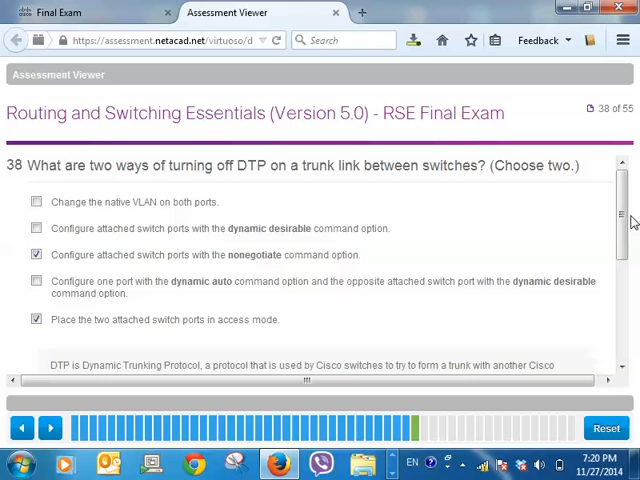 Final Exam
Assessment Viewer
https://assessment.netacad.net/virtuoso/d
Search
Feedback
Assessment Viewer
Routing and Switching Essentials (Version 5.0) - RSE Final Exam
38 of 55
38 What are two ways of turning off DTP on a trunk link between switches? (Choose two.)
Change the native VLAN on both ports.
Configure attached switch ports with the dynamic desirable command option.
Configure attached switch ports with the nonegotiate command option.
Configure one port with the dynamic auto command option and the opposite attached switch port with the dynamic desirable
command option.
Place the two attached switch ports in access mode.
DTP is Dynamic Trunking Protocol, a protocol that is used by Cisco switches to try to form a trunk with another Cisco
Reset
EN
7:20 PM
11/27/2014